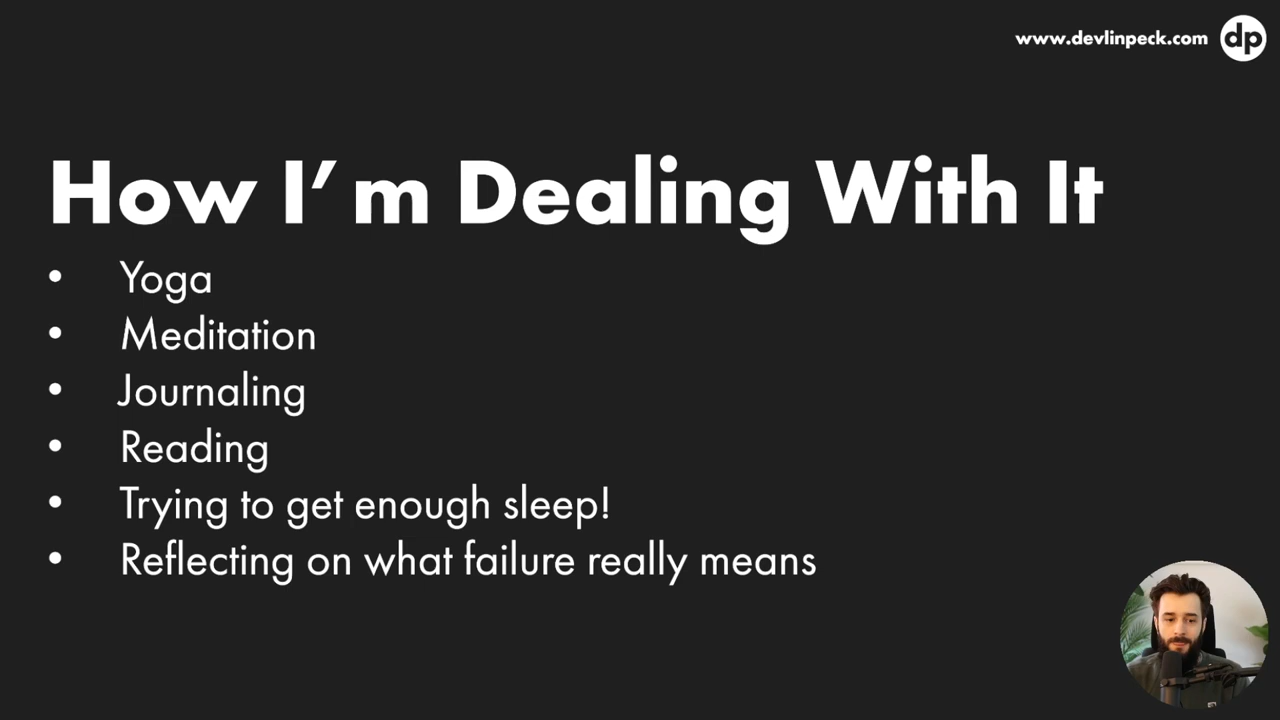 www.devlinpeck.com dp
How I’m Dealing With It
• Yoga
• Meditation
• Journaling
• Reading
• Trying to get enough sleep!
• Reflecting on what failure really means